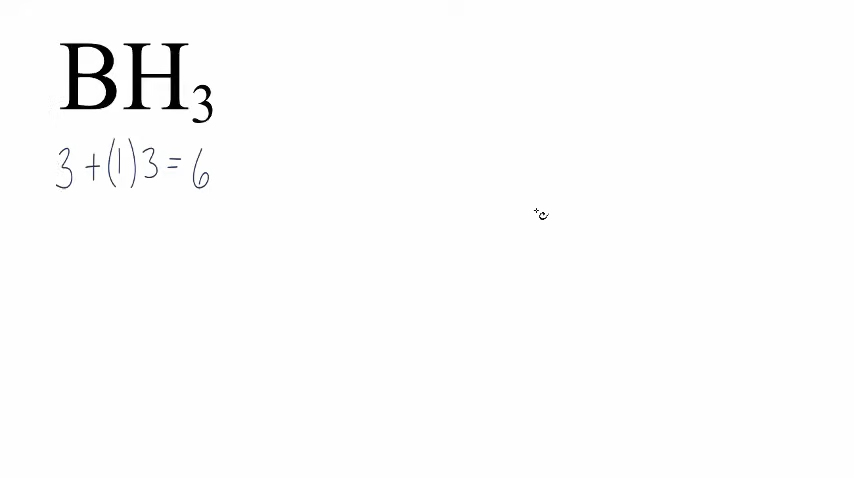 BH₃
3 + (1) 3 = 6